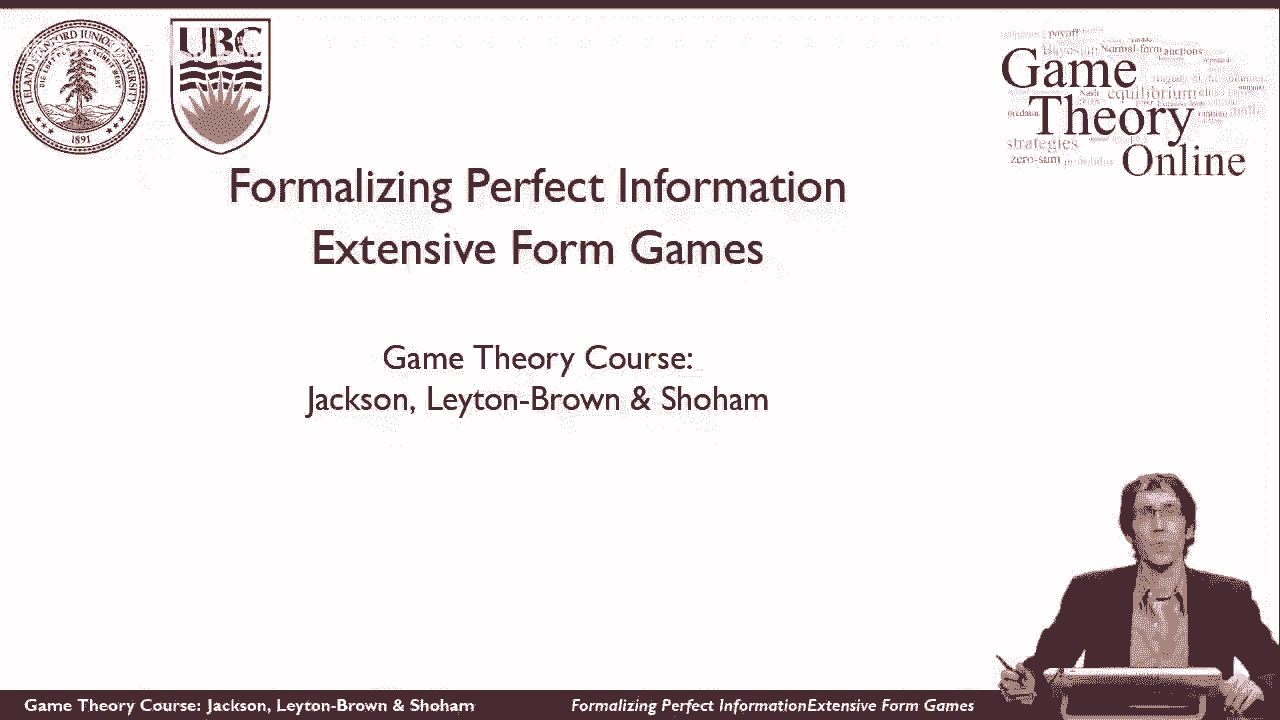 LELAND STANFORD JUNIOR UNIVERSITY
1891
UBC
payoff
Bayesian Normal-form auctions
Game
Nash equilibrium
Theory
strategies
zero-sum probability
Online
Formalizing Perfect Information
Extensive Form Games
Game Theory Course:
Jackson, Leyton-Brown & Shoham
Game Theory Course: Jackson, Leyton-Brown & Shoham
Formalizing Perfect InformationExtensive Form Games